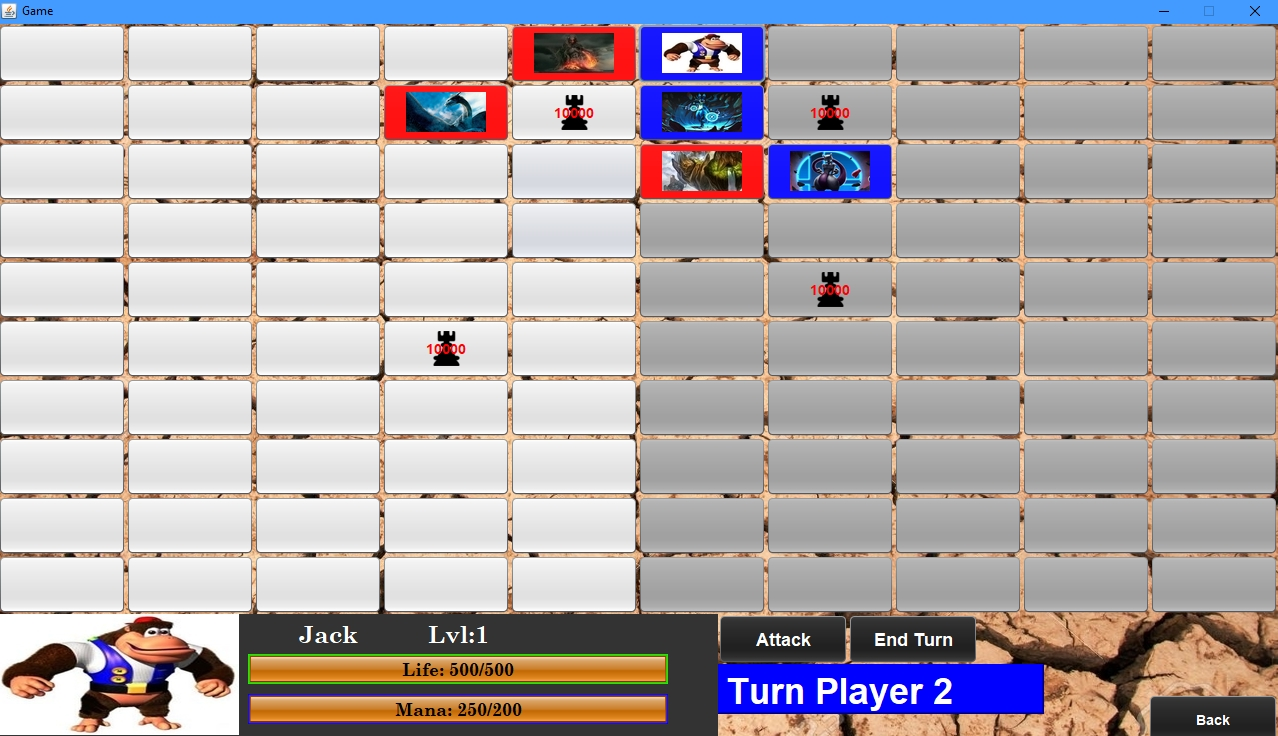 Game
10000
10000
10000
10000
Jack Lvl:1
Life: 500/500
Mana: 250/200
Attack
End Turn
Turn Player 2
Back